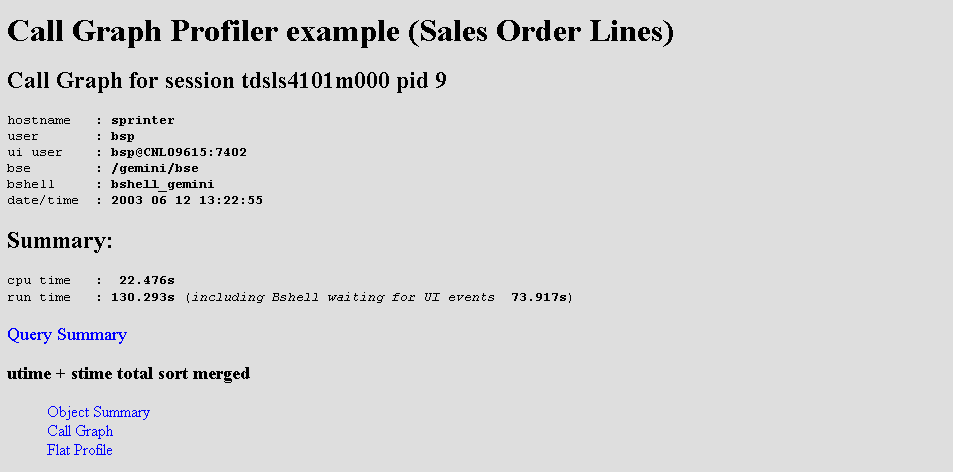 Call Graph Profiler example (Sales Order Lines)
Call Graph for session tdsls4101m000 pid 9
hostname : sprinter
user : bsp
ui user : bsp@CNL09615:7402
bse : /gemini/bse
bshell : bshell_gemini
date/time : 2003 06 12 13:22:55
Summary:
cpu time : 22.476s
run time : 130.293s (including Bshell waiting for UI events 73.917s)
Query Summary
utime + stime total sort merged
Object Summary
Call Graph
Flat Profile